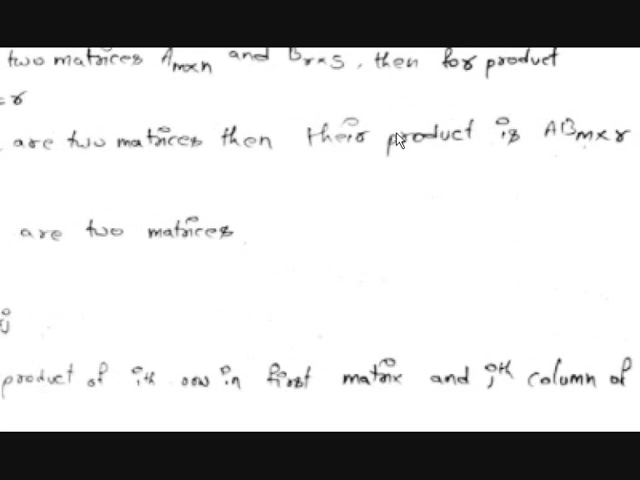 two matrices Amxn and Brxs, then for product
=r
are two matrices then their product is ABmxr
are two matrices
ij
product of ith row in first matrix and jth column of